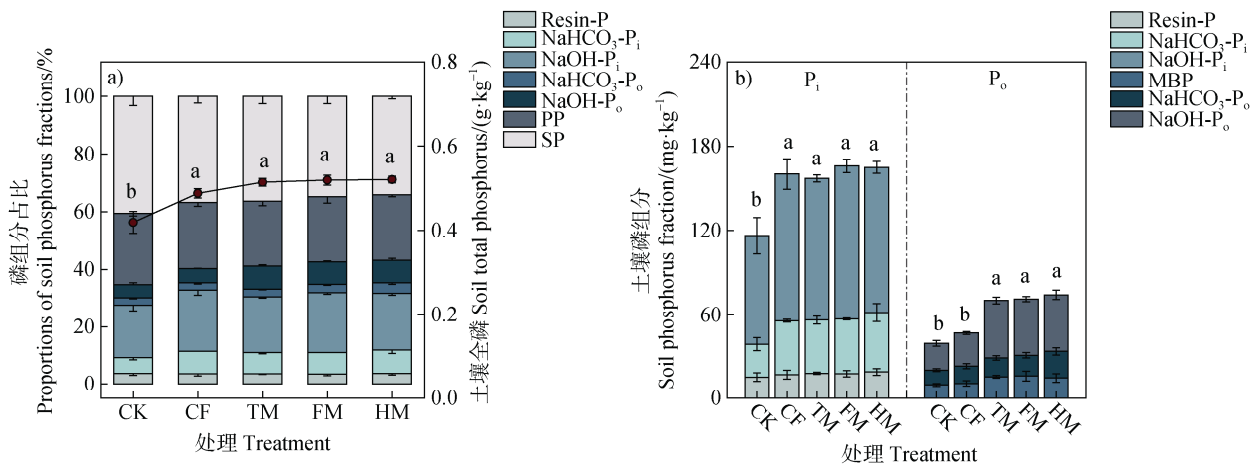 Resin-P
NaHCO₃-Pᵢ
NaOH-Pᵢ
NaHCO₃-Pₒ
NaOH-Pₒ
PP
SP
a)
磷组分占比
Proportions of soil phosphorus fractions/%
100
80
60
40
20
0
b
a
a
a
a
0.8
0.6
0.4
0.2
0.0
土壤全磷 Soil total phosphorus/(g·kg⁻¹)
CK CF TM FM HM
处理 Treatment
Resin-P
NaHCO₃-Pᵢ
NaOH-Pᵢ
MBP
NaHCO₃-Pₒ
NaOH-Pₒ
b)
Pᵢ
Pₒ
土壤磷组分
Soil phosphorus fraction/(mg·kg⁻¹)
240
180
120
60
0
b
a
a
a
a
b
b
a
a
a
CK CF TM FM HM
CK CF TM FM HM
处理 Treatment